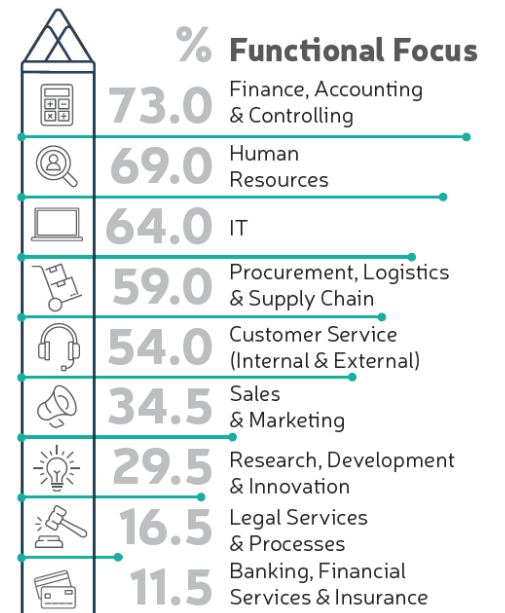 % Functional Focus
73.0 Finance, Accounting
& Controlling
69.0 Human
Resources
64.0 IT
59.0 Procurement, Logistics
& Supply Chain
54.0 Customer Service
(Internal & External)
34.5 Sales
& Marketing
29.5 Research, Development
& Innovation
16.5 Legal Services
& Processes
11.5 Banking, Financial
Services & Insurance